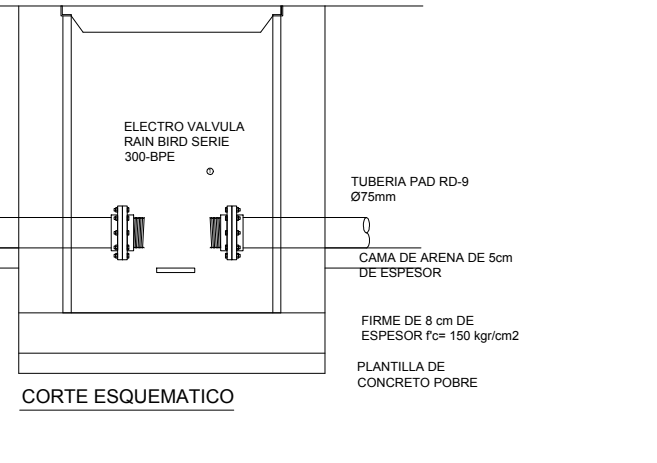 ELECTRO VALVULA
RAIN BIRD SERIE
300-BPE
TUBERIA PAD RD-9
Ø75mm
CAMA DE ARENA DE 5cm
DE ESPESOR
FIRME DE 8 cm DE
ESPESOR f'c= 150 kgr/cm2
PLANTILLA DE
CONCRETO POBRE
CORTE ESQUEMATICO